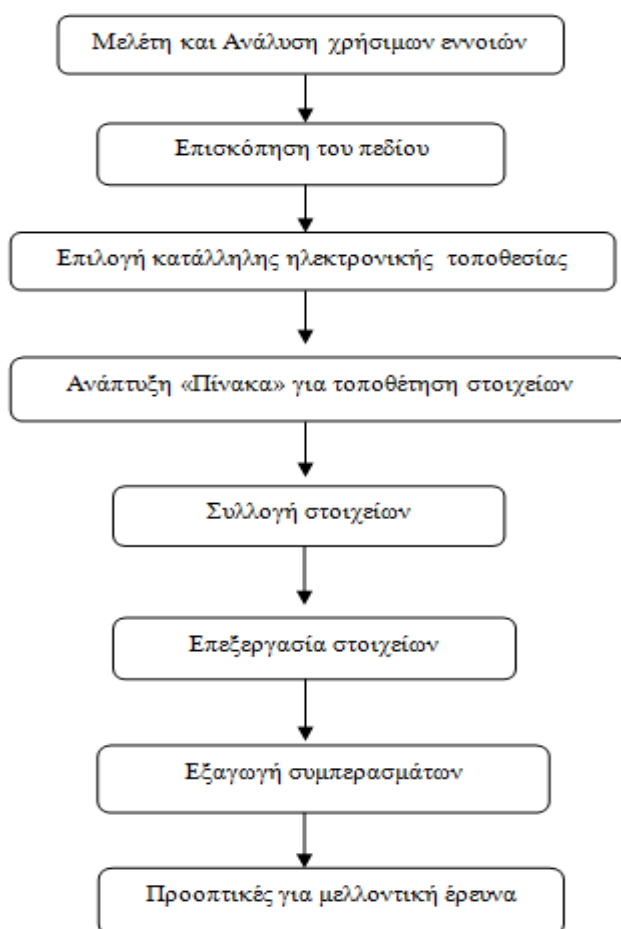 Μελέτη και Ανάλυση χρήσιμων εννοιών
Επισκόπηση του πεδίου
Επιλογή κατάλληλης ηλεκτρονικής τοποθεσίας
Ανάπτυξη «Πίνακα» για τοποθέτηση στοιχείων
Συλλογή στοιχείων
Επεξεργασία στοιχείων
Εξαγωγή συμπερασμάτων
Προοπτικές για μελλοντική έρευνα